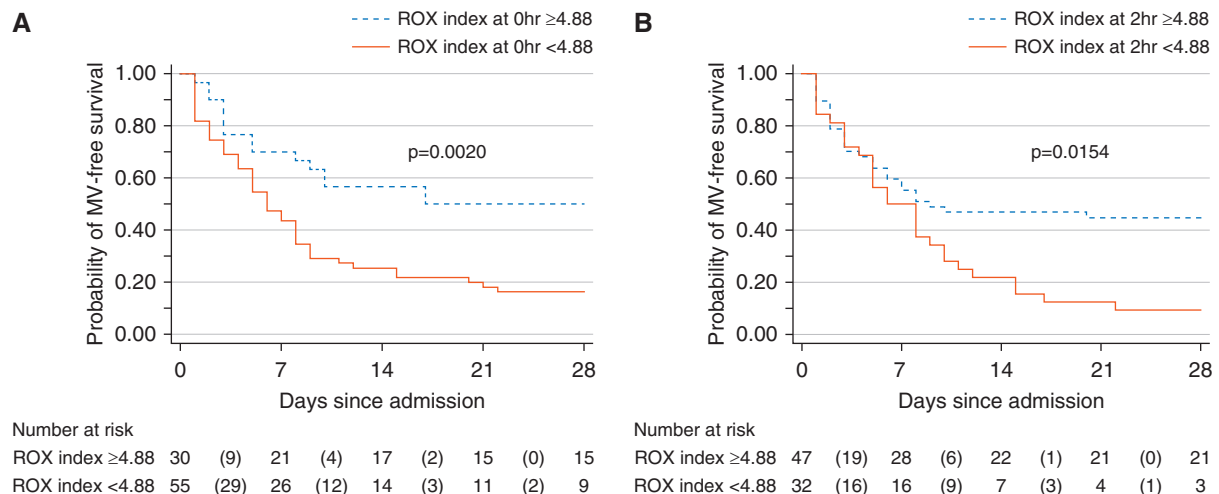 A
ROX index at 0hr ≥4.88
ROX index at 0hr <4.88
Probability of MV-free survival
1.00
0.80
0.60
0.40
0.20
0.00
p=0.0020
0 7 14 21 28
Days since admission
Number at risk
ROX index ≥4.88 30 (9) 21 (4) 17 (2) 15 (0) 15
ROX index <4.88 55 (29) 26 (12) 14 (3) 11 (2) 9
B
ROX index at 2hr ≥4.88
ROX index at 2hr <4.88
Probability of MV-free survival
1.00
0.80
0.60
0.40
0.20
0.00
p=0.0154
0 7 14 21 28
Days since admission
Number at risk
ROX index ≥4.88 47 (19) 28 (6) 22 (1) 21 (0) 21
ROX index <4.88 32 (16) 16 (9) 7 (3) 4 (1) 3